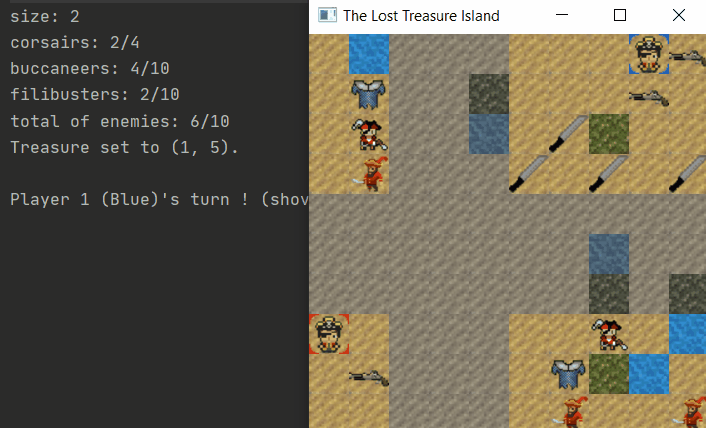 size: 2
corsairs: 2/4
buccaneers: 4/10
filibusters: 2/10
total of enemies: 6/10
Treasure set to (1, 5).
Player 1 (Blue)'s turn ! (shov
The Lost Treasure Island